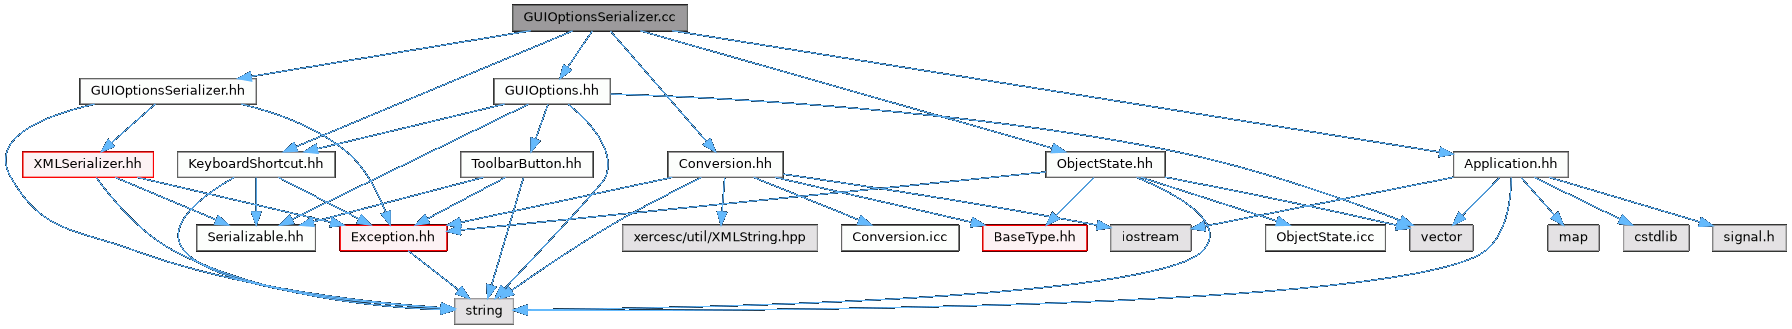 GUIOptionsSerializer.cc
GUIOptionsSerializer.hh
GUIOptions.hh
XMLSerializer.hh
KeyboardShortcut.hh
ToolbarButton.hh
Conversion.hh
ObjectState.hh
Application.hh
Serializable.hh
Exception.hh
xercesc/util/XMLString.hpp
Conversion.icc
BaseType.hh
iostream
ObjectState.icc
vector
map
cstdlib
signal.h
string